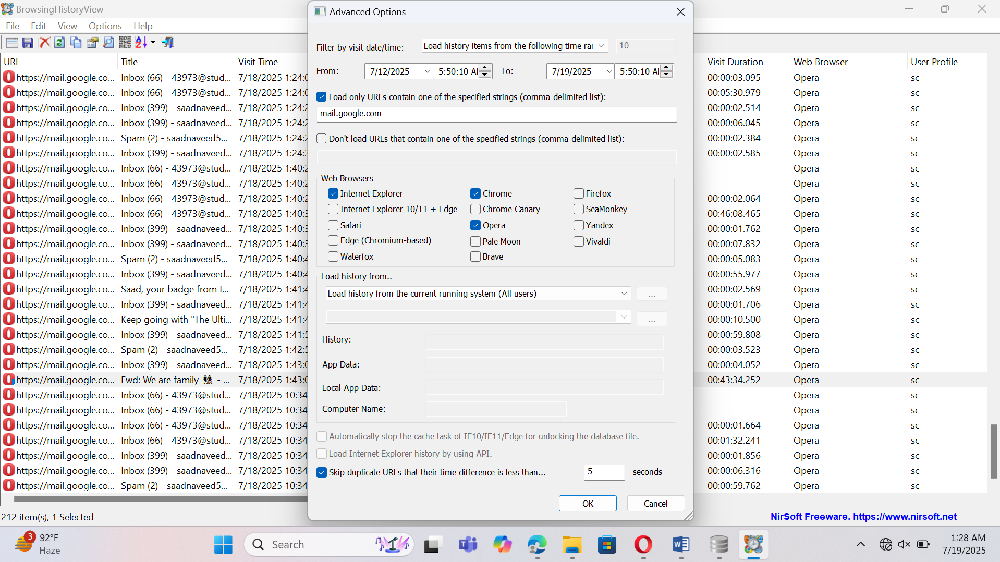 BrowsingHistoryView
File Edit View Options Help
URL Title Visit Time Visit Duration Web Browser User Profile
https://mail.google.co... Inbox (66) - 43973@stud... 7/18/2025 1:24:0 00:00:03.095 Opera sc
https://mail.google.co... Inbox (66) - 43973@stud... 7/18/2025 1:24:0 00:05:30.979 Opera sc
https://mail.google.co... Inbox (399) - saadnaveed... 7/18/2025 1:24:2 00:00:02.514 Opera sc
https://mail.google.co... Inbox (399) - saadnaveed... 7/18/2025 1:24:2 00:00:06.045 Opera sc
https://mail.google.co... Spam (2) - saadnaveed5... 7/18/2025 1:24:2 00:00:02.384 Opera sc
https://mail.google.co... Inbox (399) - saadnaveed... 7/18/2025 1:24:3 00:00:02.585 Opera sc
https://mail.google.co... Inbox (66) - 43973@stud... 7/18/2025 1:40:2 Opera sc
https://mail.google.co... Inbox (66) - 43973@stud... 7/18/2025 1:40:2 Opera sc
https://mail.google.co... Inbox (66) - 43973@stud... 7/18/2025 1:40:2 00:00:02.064 Opera sc
https://mail.google.co... Inbox (66) - 43973@stud... 7/18/2025 1:40:3 00:46:08.465 Opera sc
https://mail.google.co... Inbox (399) - saadnaveed... 7/18/2025 1:40:3 00:00:01.762 Opera sc
https://mail.google.co... Inbox (399) - saadnaveed... 7/18/2025 1:40:3 00:00:07.832 Opera sc
https://mail.google.co... Spam (2) - saadnaveed5... 7/18/2025 1:40:4 00:00:05.083 Opera sc
https://mail.google.co... Inbox (399) - saadnaveed... 7/18/2025 1:40:4 00:00:55.977 Opera sc
https://mail.google.co... Saad, your badge from I... 7/18/2025 1:41:4 00:00:02.569 Opera sc
https://mail.google.co... Inbox (399) - saadnaveed... 7/18/2025 1:41:4 00:00:01.706 Opera sc
https://mail.google.co... Keep going with "The Ulti... 7/18/2025 1:41:4 00:00:10.500 Opera sc
https://mail.google.co... Inbox (399) - saadnaveed... 7/18/2025 1:41:5 00:00:59.808 Opera sc
https://mail.google.co... Spam (2) - saadnaveed5... 7/18/2025 1:42:5 00:00:03.523 Opera sc
https://mail.google.co... Inbox (399) - saadnaveed... 7/18/2025 1:43:0 00:00:04.052 Opera sc
https://mail.google.co... Fwd: We are family 👯 - ... 7/18/2025 1:43:0 00:43:34.252 Opera sc
https://mail.google.co... Inbox (66) - 43973@stud... 7/18/2025 10:34 Opera sc
https://mail.google.co... Inbox (66) - 43973@stud... 7/18/2025 10:34 Opera sc
https://mail.google.co... Inbox (66) - 43973@stud... 7/18/2025 10:34 00:00:01.664 Opera sc
https://mail.google.co... Inbox (66) - 43973@stud... 7/18/2025 10:34 00:01:32.241 Opera sc
https://mail.google.co... Inbox (399) - saadnaveed... 7/18/2025 10:34 00:00:01.856 Opera sc
https://mail.google.co... Inbox (399) - saadnaveed... 7/18/2025 10:34 00:00:06.316 Opera sc
https://mail.google.co... Spam (2) - saadnaveed5... 7/18/2025 10:34 00:00:59.762 Opera sc
212 item(s), 1 Selected
NirSoft Freeware. https://www.nirsoft.net
Advanced Options
Filter by visit date/time: Load history items from the following time rar 10
From: 7/12/2025 5:50:10 AI To: 7/19/2025 5:50:10 AI
Load only URLs contain one of the specified strings (comma-delimited list):
mail.google.com
Don't load URLs that contain one of the specified strings (comma-delimited list):
Web Browsers
Internet Explorer Chrome Firefox
Internet Explorer 10/11 + Edge Chrome Canary SeaMonkey
Safari Opera Yandex
Edge (Chromium-based) Pale Moon Vivaldi
Waterfox Brave
Load history from..
Load history from the current running system (All users) ...
...
History:
App Data:
Local App Data:
Computer Name:
Automatically stop the cache task of IE10/IE11/Edge for unlocking the database file.
Load Internet Explorer history by using API.
Skip duplicate URLs that their time difference is less than... 5 seconds
OK Cancel
3 92°F
Haze
Search
1:28 AM
7/19/2025